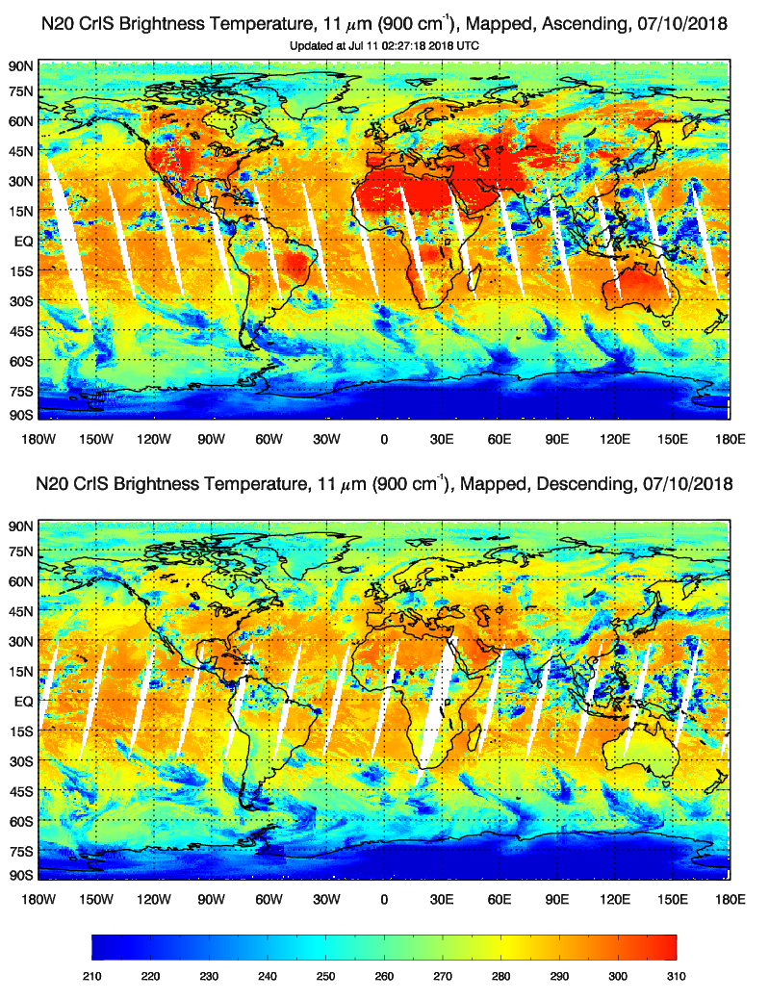 N20 CrIS Brightness Temperature, 11 μm (900 cm⁻¹), Mapped, Ascending, 07/10/2018
Updated at Jul 11 02:27:18 2018 UTC
90N
75N
60N
45N
30N
15N
EQ
15S
30S
45S
60S
75S
90S
180W 150W 120W 90W 60W 30W 0 30E 60E 90E 120E 150E 180E
N20 CrIS Brightness Temperature, 11 μm (900 cm⁻¹), Mapped, Descending, 07/10/2018
90N
75N
60N
45N
30N
15N
EQ
15S
30S
45S
60S
75S
90S
180W 150W 120W 90W 60W 30W 0 30E 60E 90E 120E 150E 180E
210 220 230 240 250 260 270 280 290 300 310